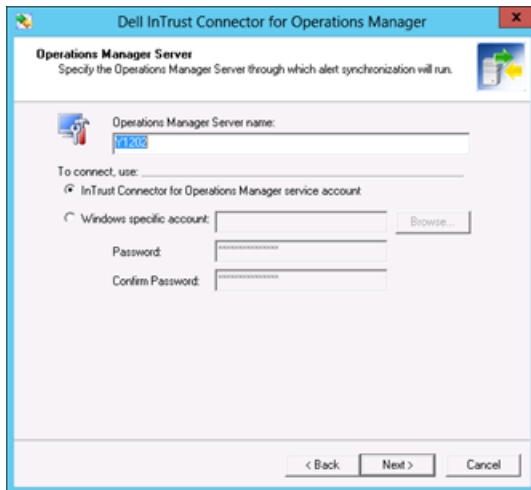 Dell InTrust Connector for Operations Manager
x
Operations Manager Server
Specify the Operations Manager Server through which alert synchronization will run.
Operations Manager Server name:
Y1202
To connect, use:
InTrust Connector for Operations Manager service account
Windows specific account:
Browse...
Password:
**************
Confirm Password:
**************
< Back
Next >
Cancel